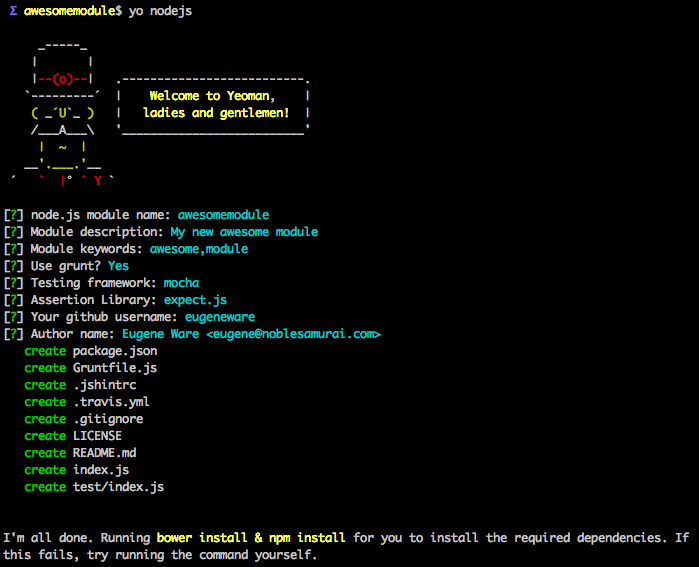 Σ awesomemodule$ yo nodejs
     _-----_
    |       |
    |--(o)--|   .--------------------------.
   `---------´  |    Welcome to Yeoman,    |
    ( _´U`_ )   |   ladies and gentlemen!  |
    /___A___\   '__________________________'
     |  ~  |
   __'.___.'__
 ´   `  |° ´ Y `
[?] node.js module name: awesomemodule
[?] Module description: My new awesome module
[?] Module keywords: awesome,module
[?] Use grunt? Yes
[?] Testing framework: mocha
[?] Assertion Library: expect.js
[?] Your github username: eugeneware
[?] Author name: Eugene Ware <eugene@noblesamurai.com>
   create package.json
   create Gruntfile.js
   create .jshintrc
   create .travis.yml
   create .gitignore
   create LICENSE
   create README.md
   create index.js
   create test/index.js
I'm all done. Running bower install & npm install for you to install the required dependencies. If
this fails, try running the command yourself.